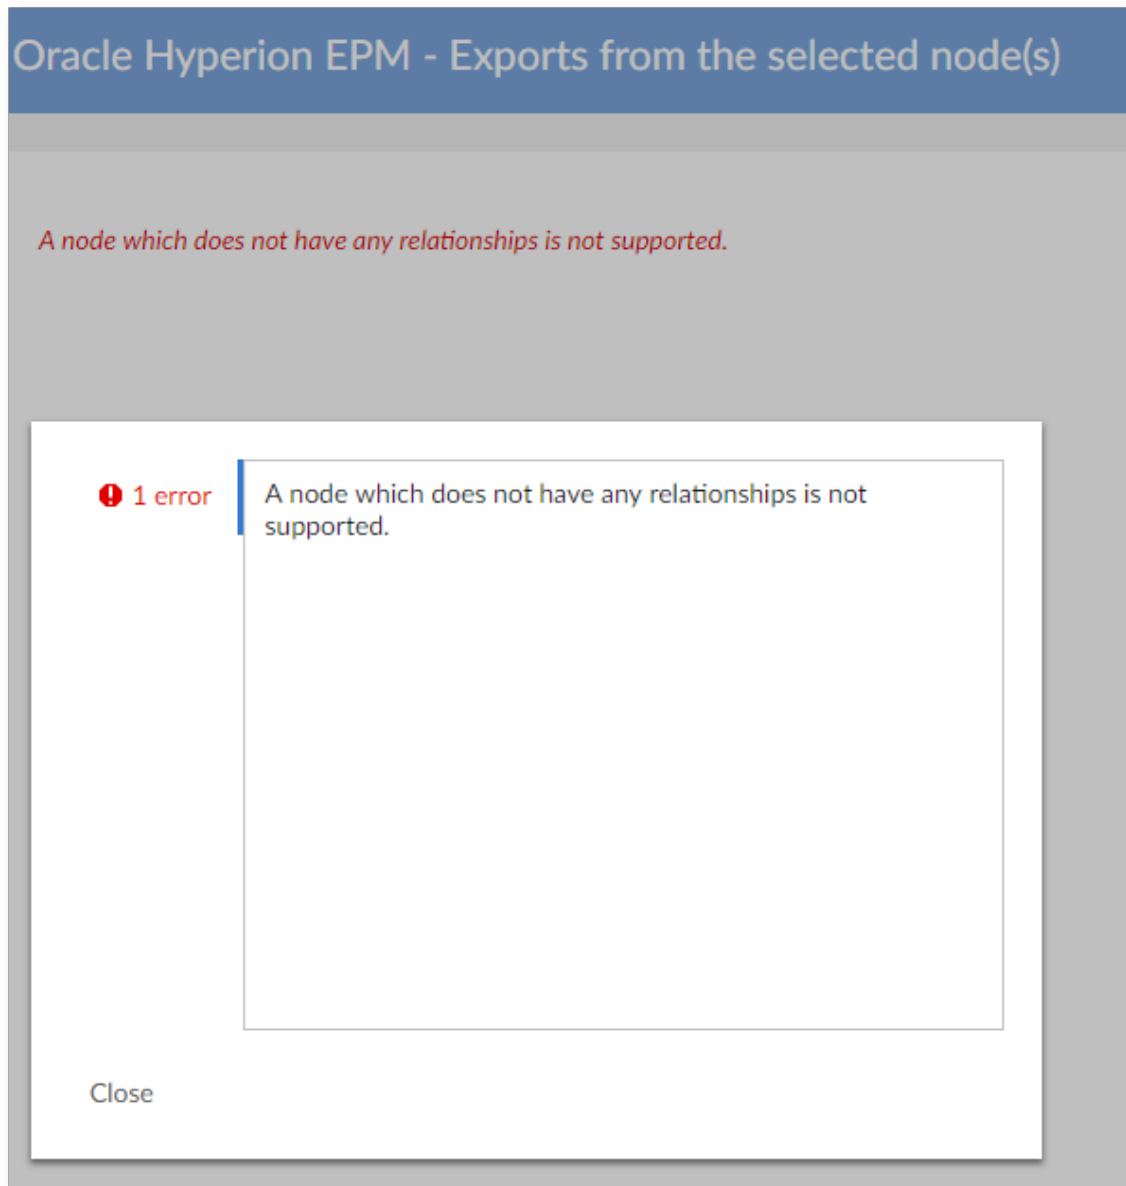 Oracle Hyperion EPM - Exports from the selected node(s)
A node which does not have any relationships is not supported.
1 error
A node which does not have any relationships is not
supported.
Close